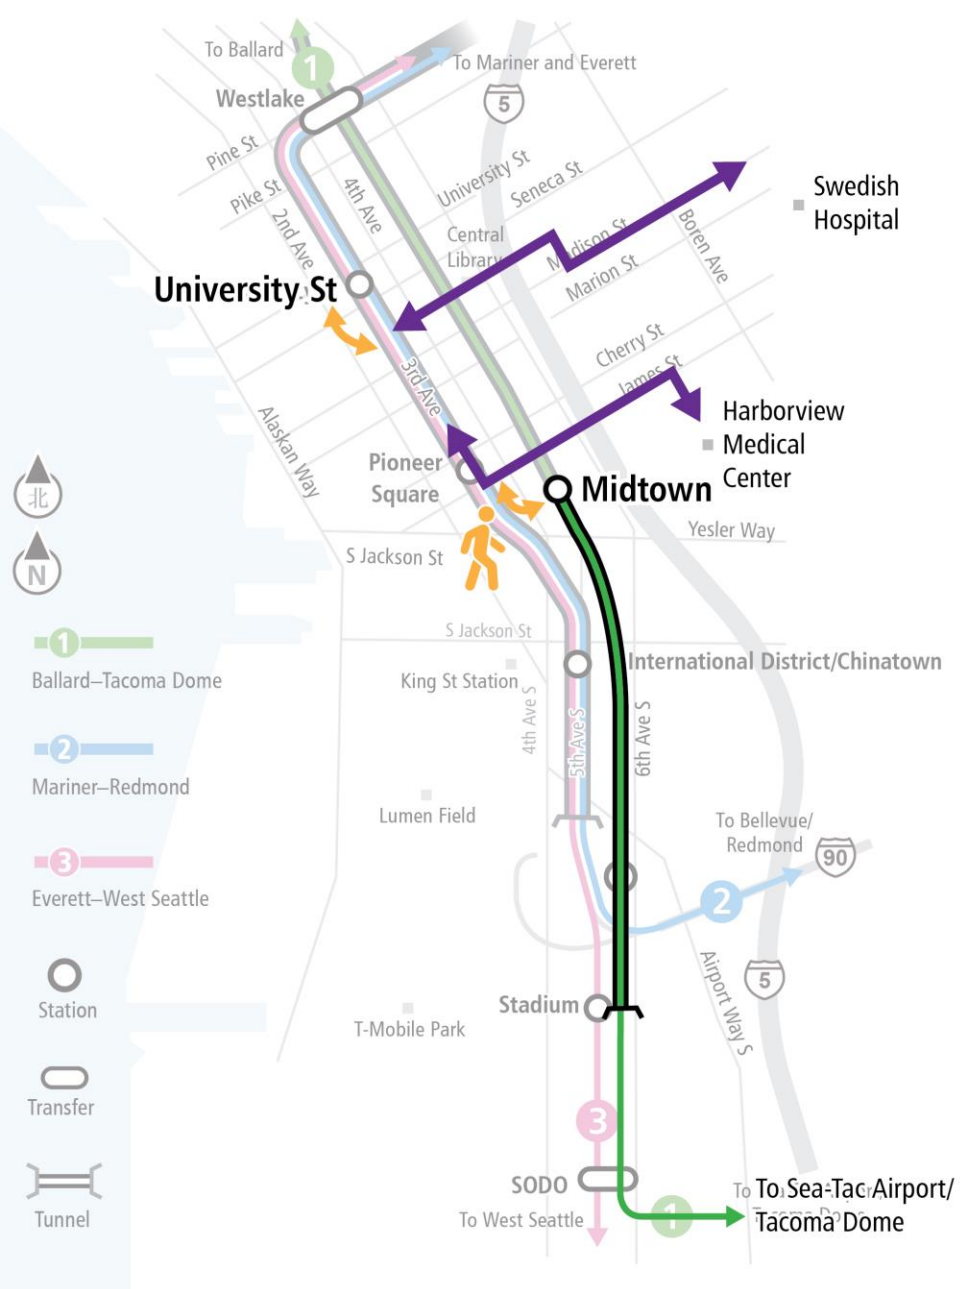 To Ballard
1
To Mariner and Everett
Westlake
5
Pine St
Pike St
4th Ave
2nd Ave
University St
Seneca St
Central
Library
Madison St
Marion St
Boren Ave
Swedish
Hospital
University St
Cherry St
James St
3rd Ave
Alaskan Way
Harborview
Medical
Center
Pioneer
Square
Midtown
Yesler Way
S Jackson St
北
N
1
Ballard–Tacoma Dome
2
Mariner–Redmond
3
Everett–West Seattle
Station
Transfer
Tunnel
S Jackson St
King St Station
International District/Chinatown
4th Ave S
5th Ave S
6th Ave S
Lumen Field
To Bellevue/
Redmond
90
2
Airport Way S
5
Stadium
T-Mobile Park
3
SODO
To West Seattle
1
To Sea-Tac Airport/
Tacoma Dome